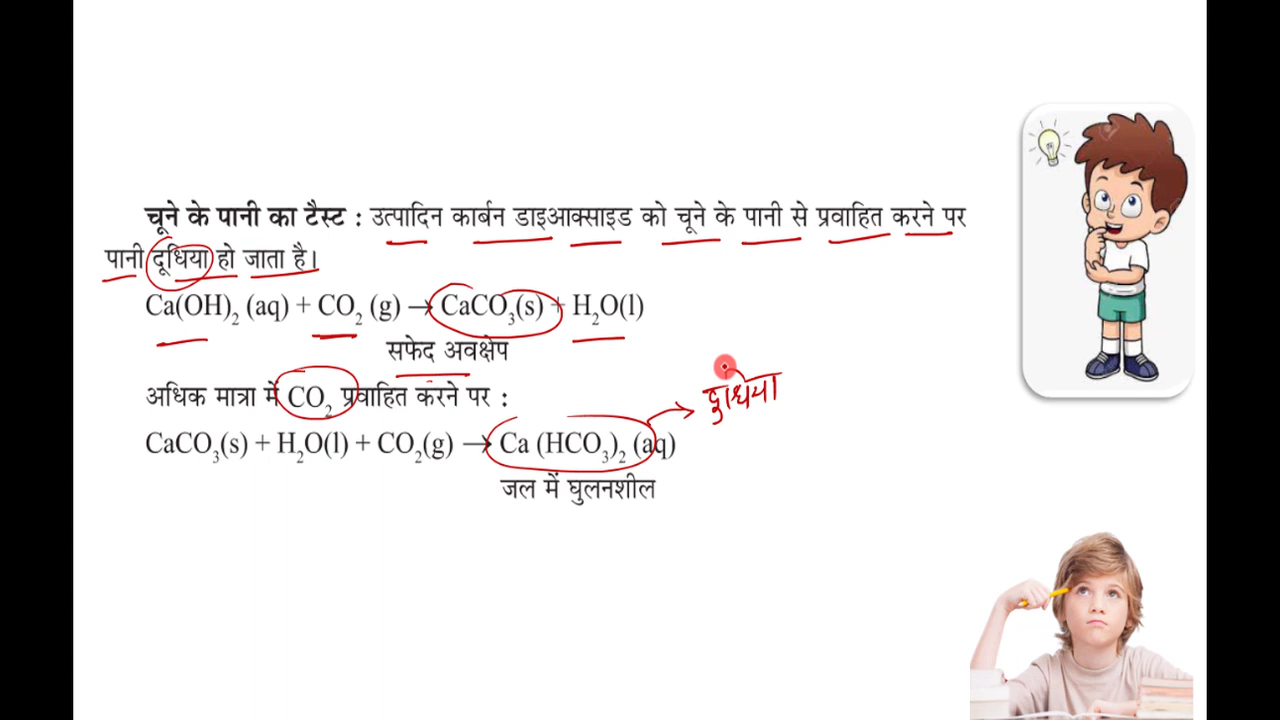 चूने के पानी का टैस्ट : उत्पादिन कार्बन डाइआक्साइड को चूने के पानी से प्रवाहित करने पर
पानी दूधिया हो जाता है।
Ca(OH)₂ (aq) + CO₂ (g) → CaCO₃(s) + H₂O(l)
सफेद अवक्षेप
अधिक मात्रा में CO₂ प्रवाहित करने पर :
दुधिया
CaCO₃(s) + H₂O(l) + CO₂(g) → Ca (HCO₃)₂ (aq)
जल में घुलनशील